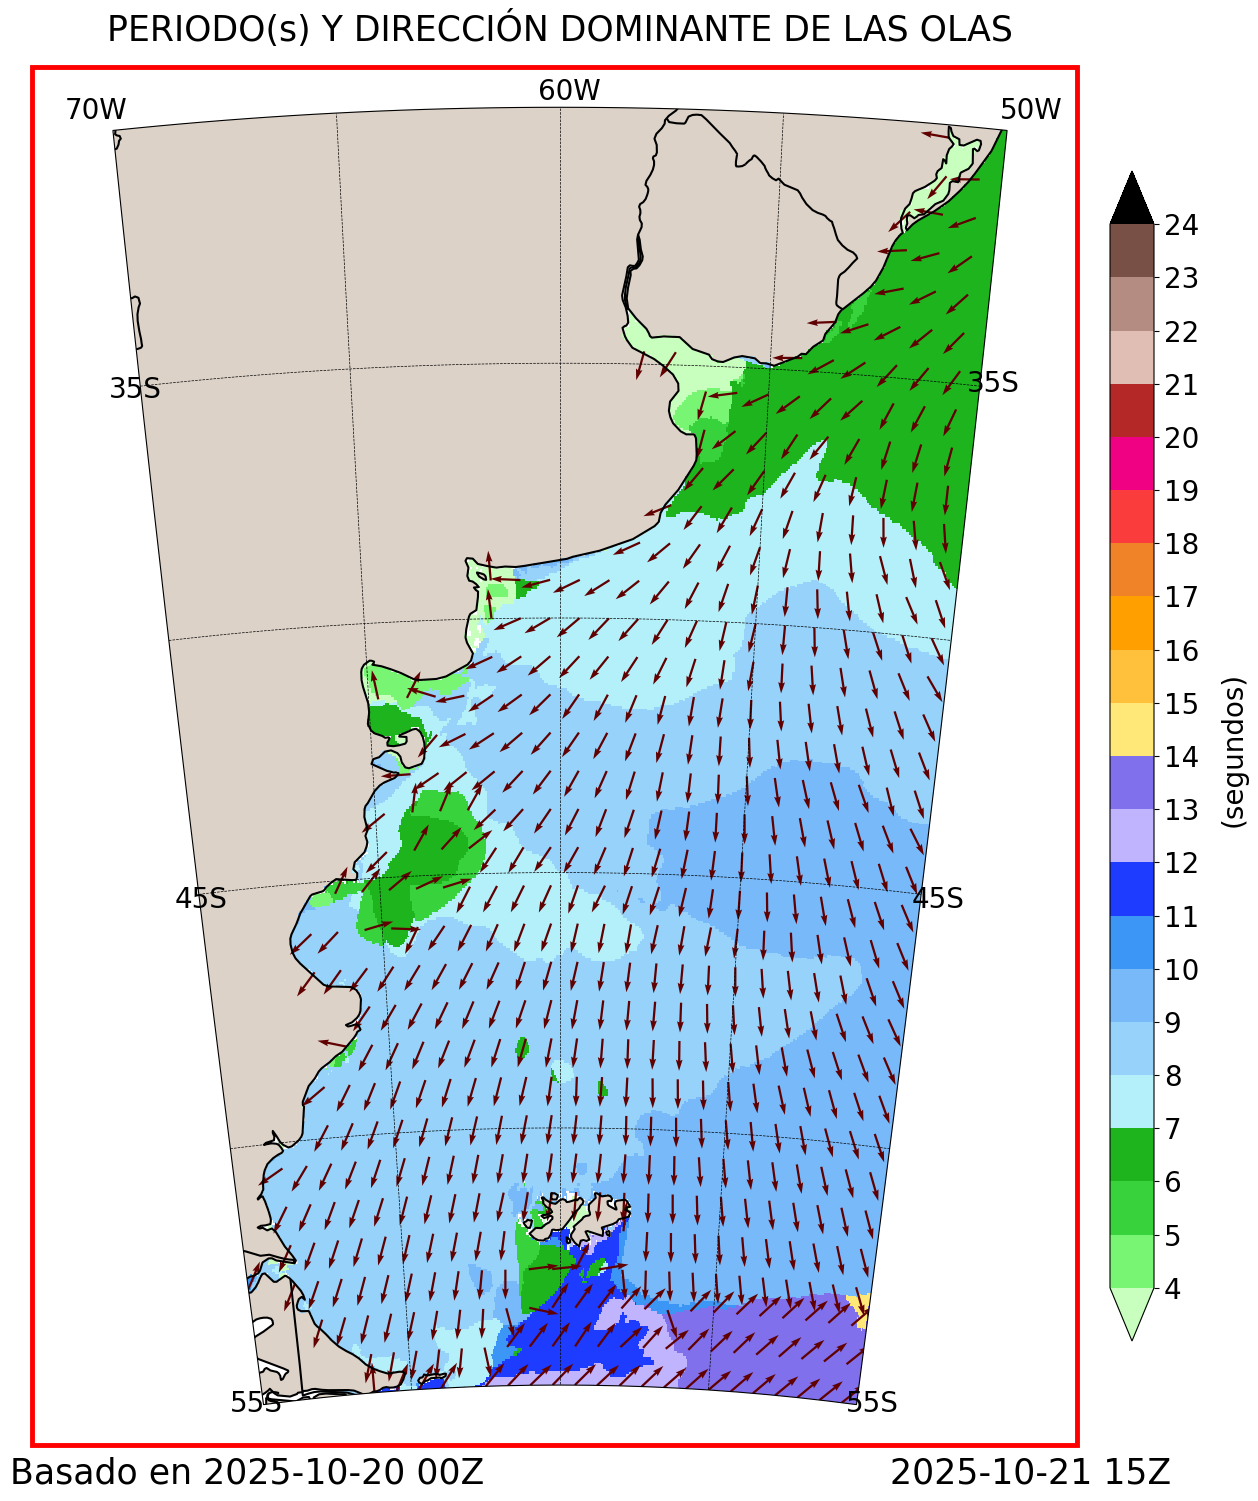 PERIODO(s) Y DIRECCIÓN DOMINANTE DE LAS OLAS
70W
60W
50W
35S
35S
45S
45S
55S
55S
24
23
22
21
20
19
18
17
16
15
14
13
12
11
10
9
8
7
6
5
4
(segundos)
Basado en 2025-10-20 00Z
2025-10-21 15Z